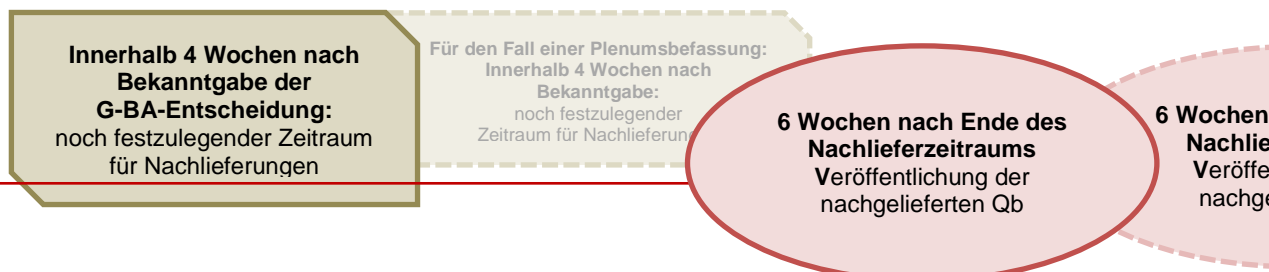 Innerhalb 4 Wochen nach
Bekanntgabe der
G-BA-Entscheidung:
noch festzulegender Zeitraum
für Nachlieferungen
Für den Fall einer Plenumsbefassung:
Innerhalb 4 Wochen nach
Bekanntgabe:
noch festzulegender
Zeitraum für
6 Wochen nach Ende des
Nachlieferzeitraums
Veröffentlichung der
nachgelieferten Qb
6 Wochen